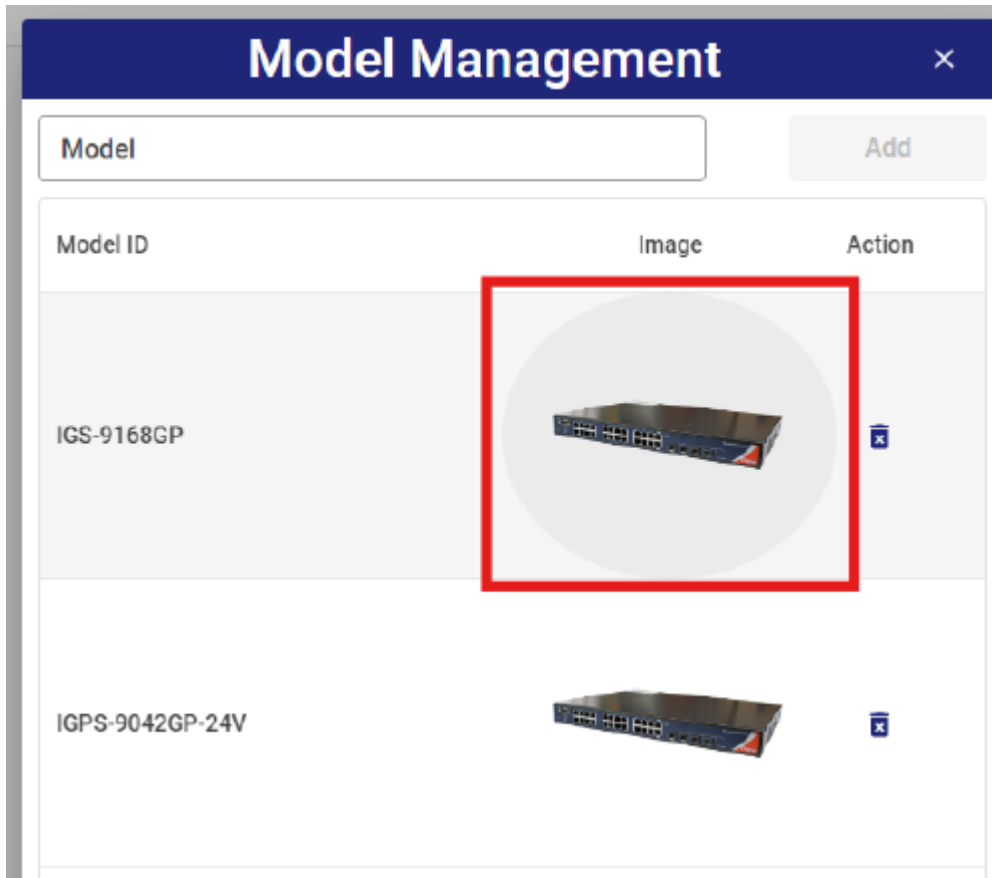 Model Management
Model
Add
Model ID Image Action
IGS-9168GP
IGPS-9042GP-24V